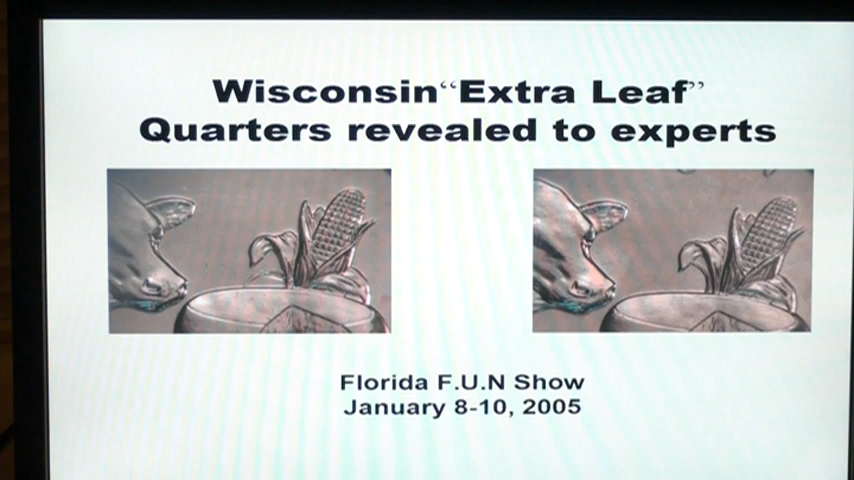 Wisconsin “Extra Leaf”
Quarters revealed to experts
Florida F.U.N Show
January 8-10, 2005